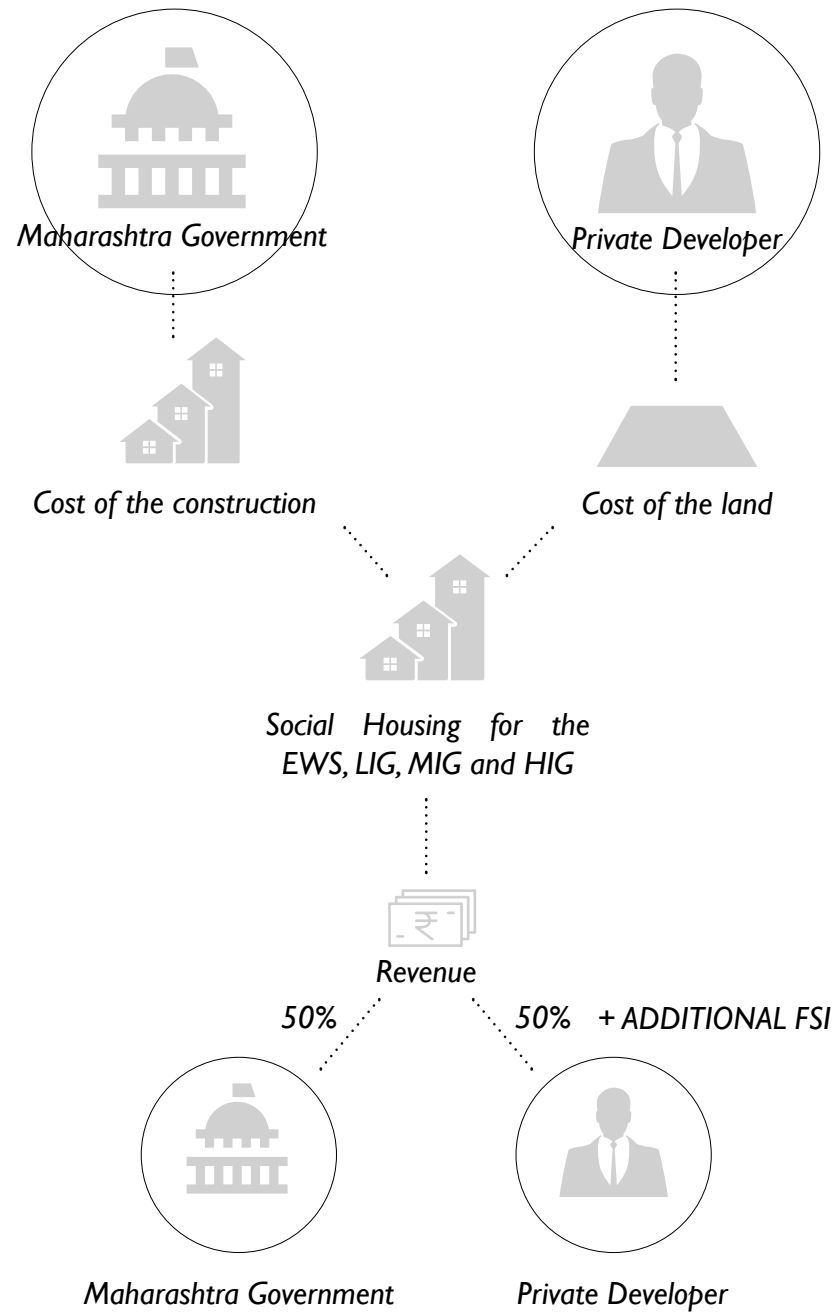 Maharashtra Government
Private Developer
Cost of the construction
Cost of the land
Social Housing for the
EWS, LIG, MIG and HIG
₹
Revenue
50%
50% + ADDITIONAL FSI
Maharashtra Government
Private Developer